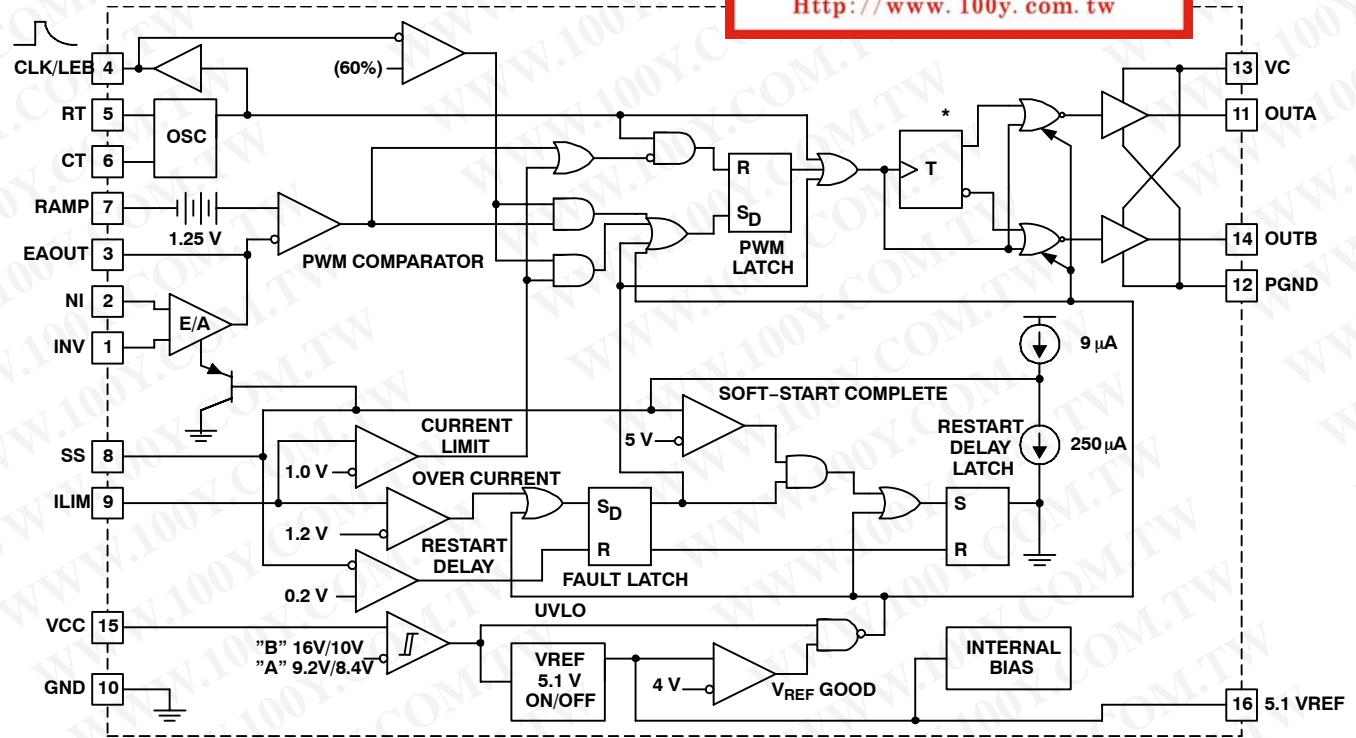 Http://www.100y.com.tw
CLK/LEB 4
(60%)
13 VC
RT 5
OSC
*
11 OUTA
CT 6
R
T
RAMP 7
1.25 V
SD
EAOUT 3
PWM COMPARATOR
PWM
LATCH
14 OUTB
12 PGND
NI 2
E/A
INV 1
9 µA
SOFT–START COMPLETE
CURRENT
LIMIT
5 V
RESTART
DELAY
LATCH
250 µA
SS 8
1.0 V
OVER CURRENT
ILIM 9
SD
S
1.2 V
RESTART
DELAY
R
R
FAULT LATCH
0.2 V
UVLO
VCC 15
"B" 16V/10V
"A" 9.2V/8.4V
VREF
5.1 V
ON/OFF
INTERNAL
BIAS
4 V
VREF GOOD
GND 10
16 5.1 VREF
WWW.100Y.COM.TW